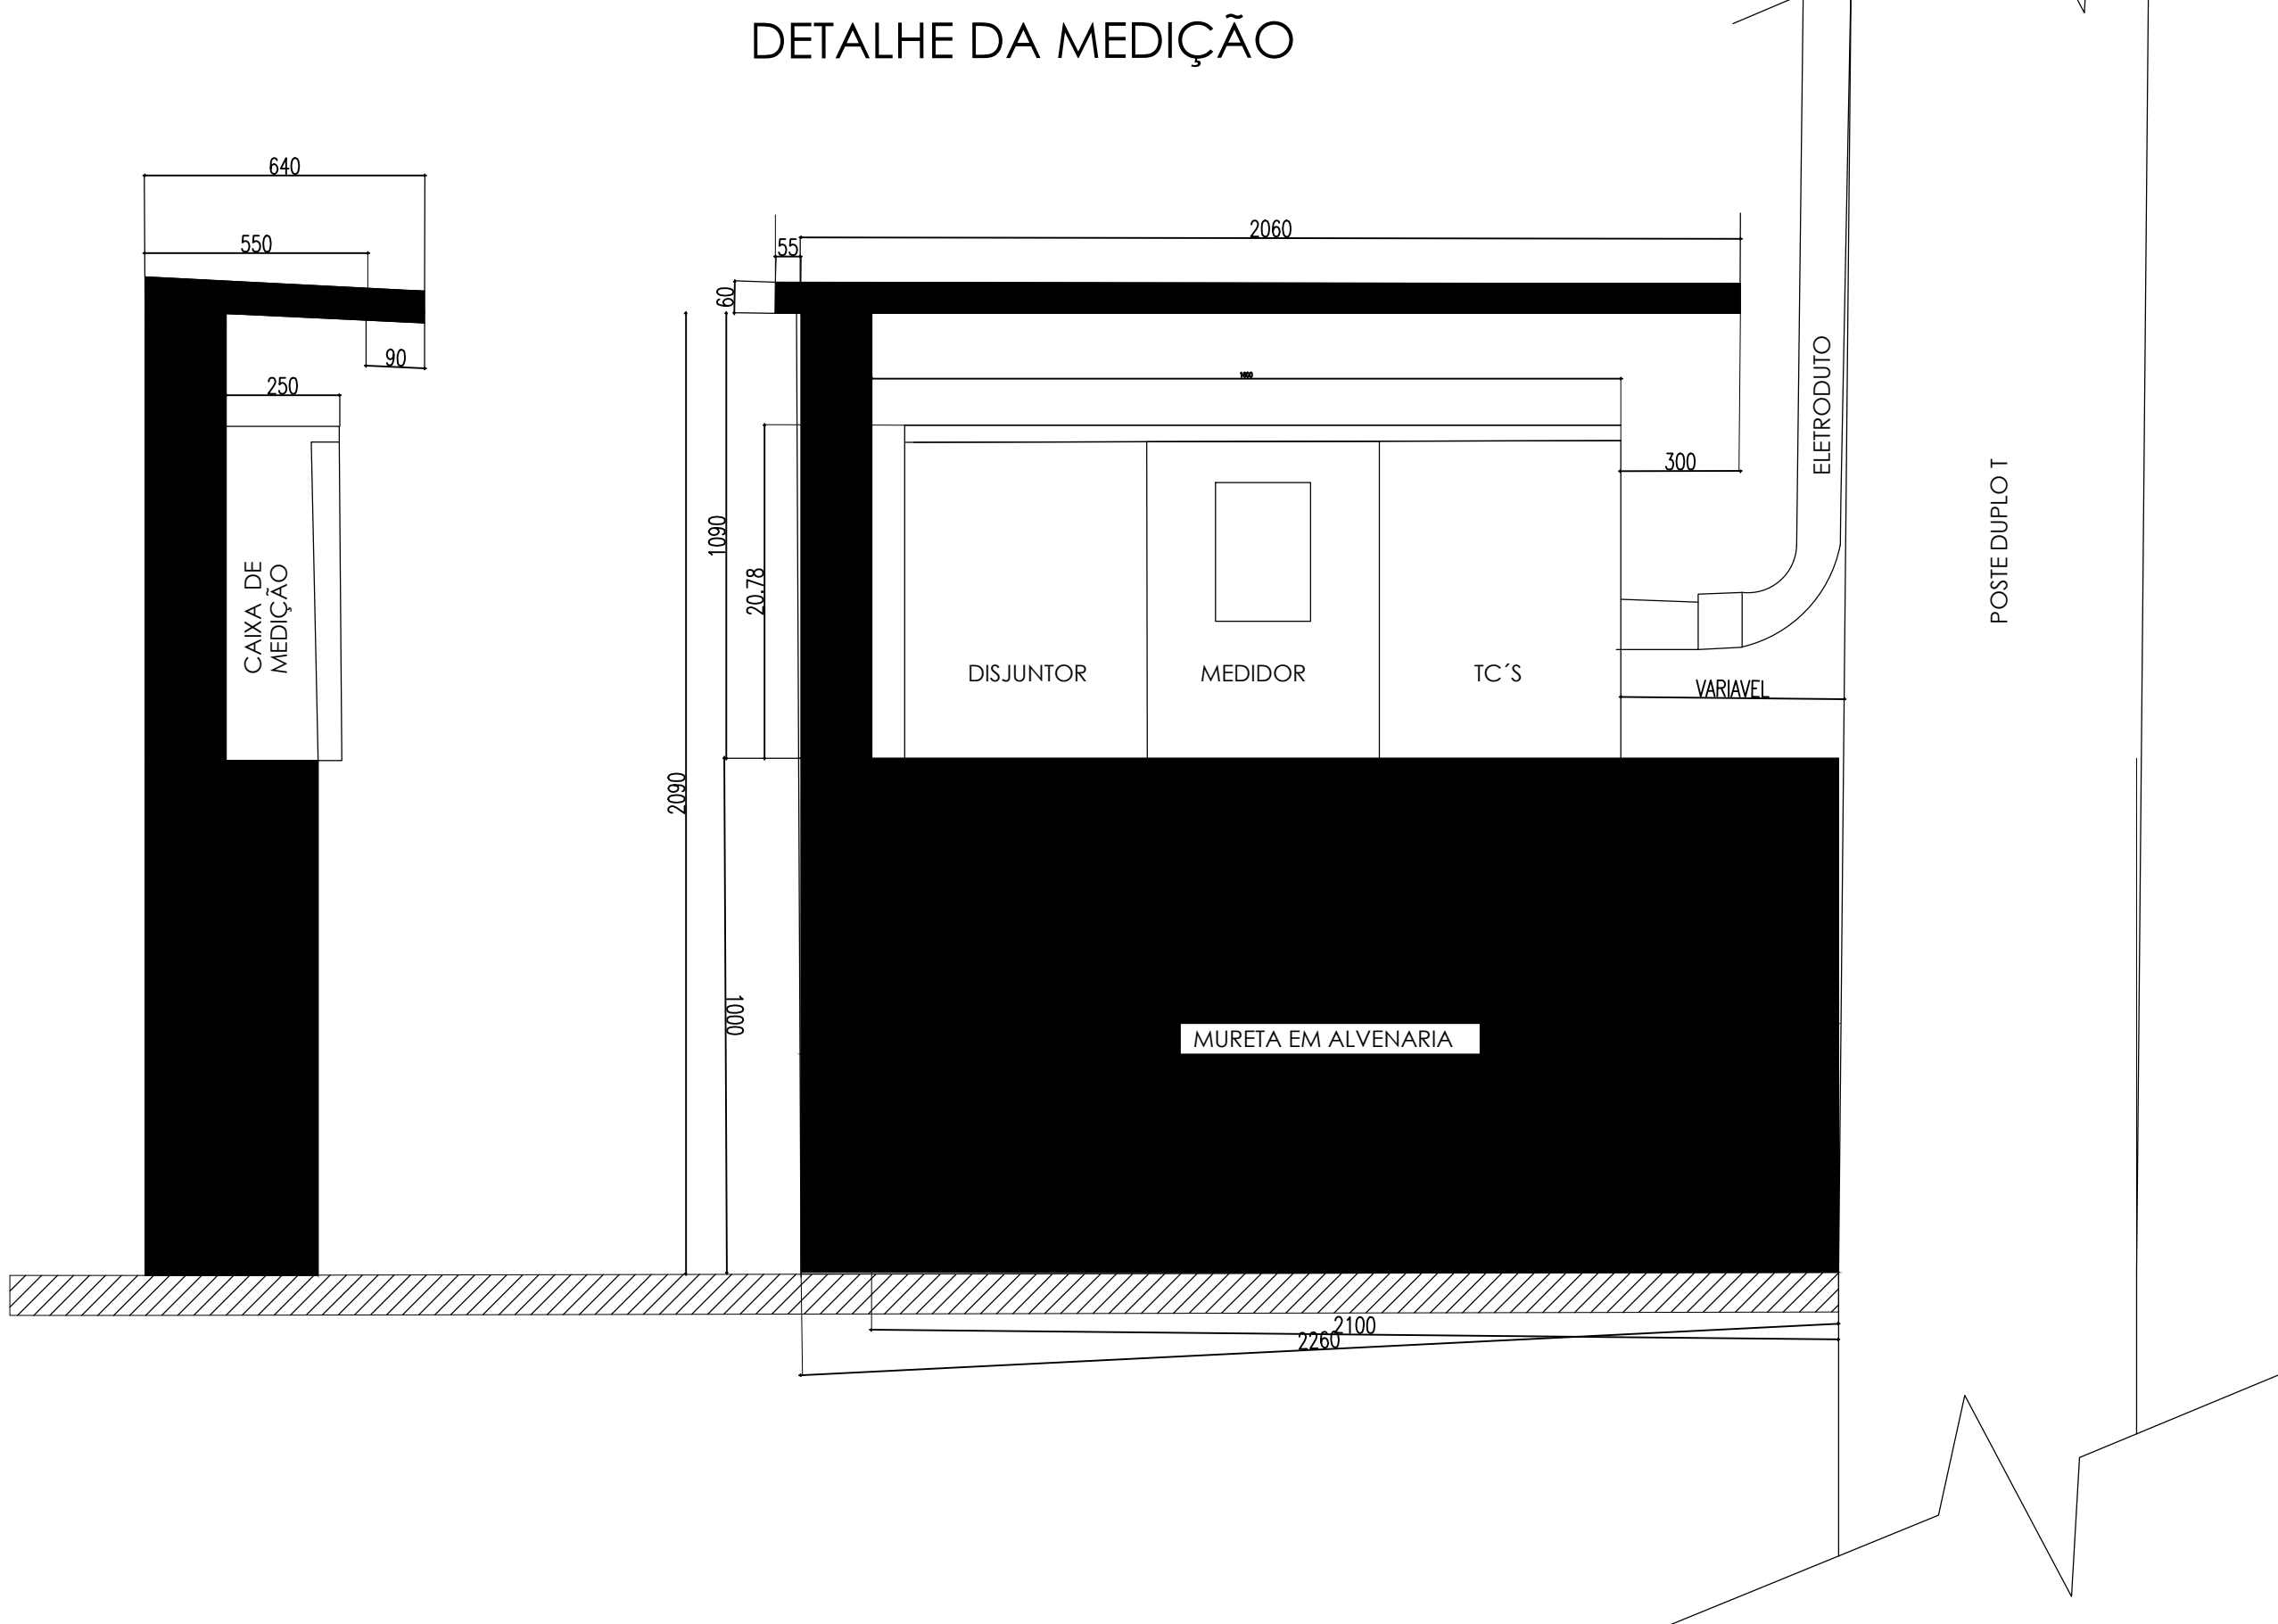 DETALHE DA MEDIÇÃO
640
550
90
250
CAIXA DE
MEDIÇÃO
2060
55
60
1090
20.78
2090
1000
300
ELETRODUTO
POSTE DUPLO T
DISJUNTOR
MEDIDOR
TC´S
VARIAVEL
MURETA EM ALVENARIA
2100
2260